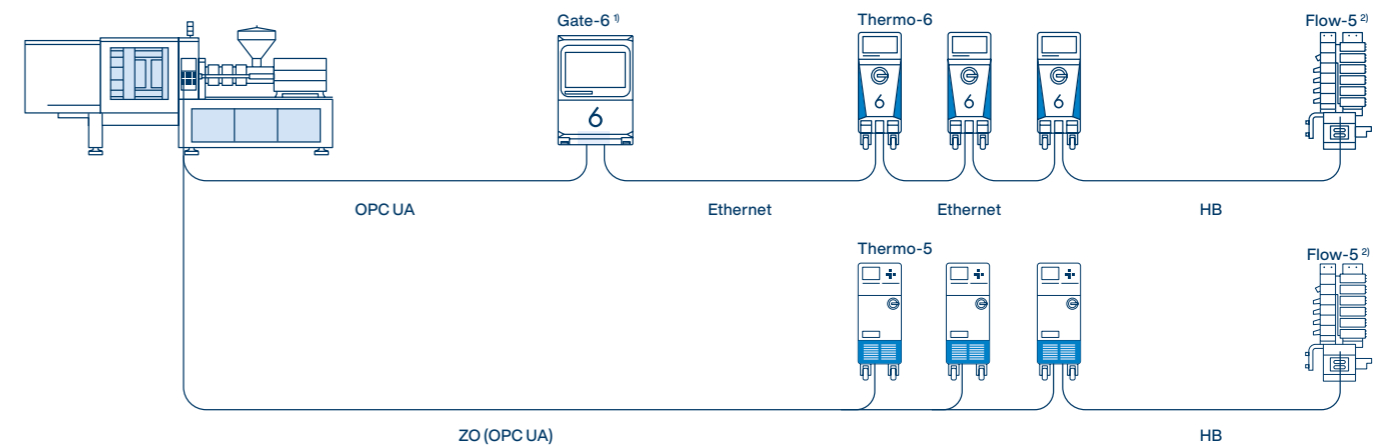 Gate-6 1)
Thermo-6
Flow-5 2)
6
6
6
6
OPC UA
Ethernet
Ethernet
HB
Thermo-5
Flow-5 2)
ZO (OPC UA)
HB